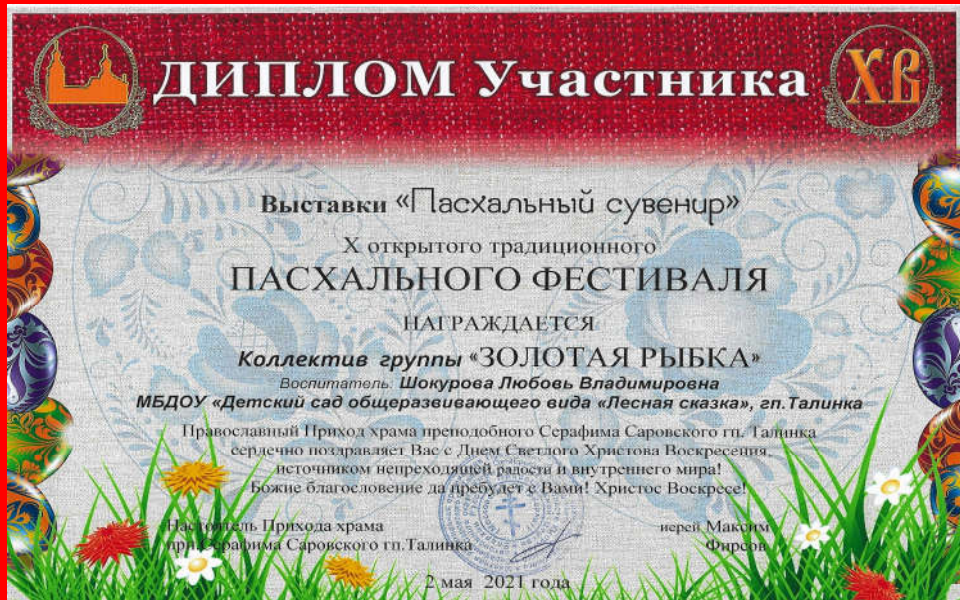 ДИПЛОМ Участника
ХВ
Выставки «Пасхальный сувенир»
X открытого традиционного
ПАСХАЛЬНОГО ФЕСТИВАЛЯ
НАГРАЖДАЕТСЯ
Коллектив группы «ЗОЛОТАЯ РЫБКА»
Воспитатель: Шокурова Любовь Владимировна
МБДОУ «Детский сад общеразвивающего вида «Лесная сказка», гп.Талинка
Православный Приход храма преподобного Серафима Саровского гп. Талинка
сердечно поздравляет Вас с Днем Светлого Христова Воскресения,
источником непреходящей радости и внутреннего мира!
Божие благословение да пребудет с Вами! Христос Воскресе!
Настоятель Прихода храма
прп.Серафима Саровского гп.Талинка
иерей Максим
Фирсов
2 мая 2021 года